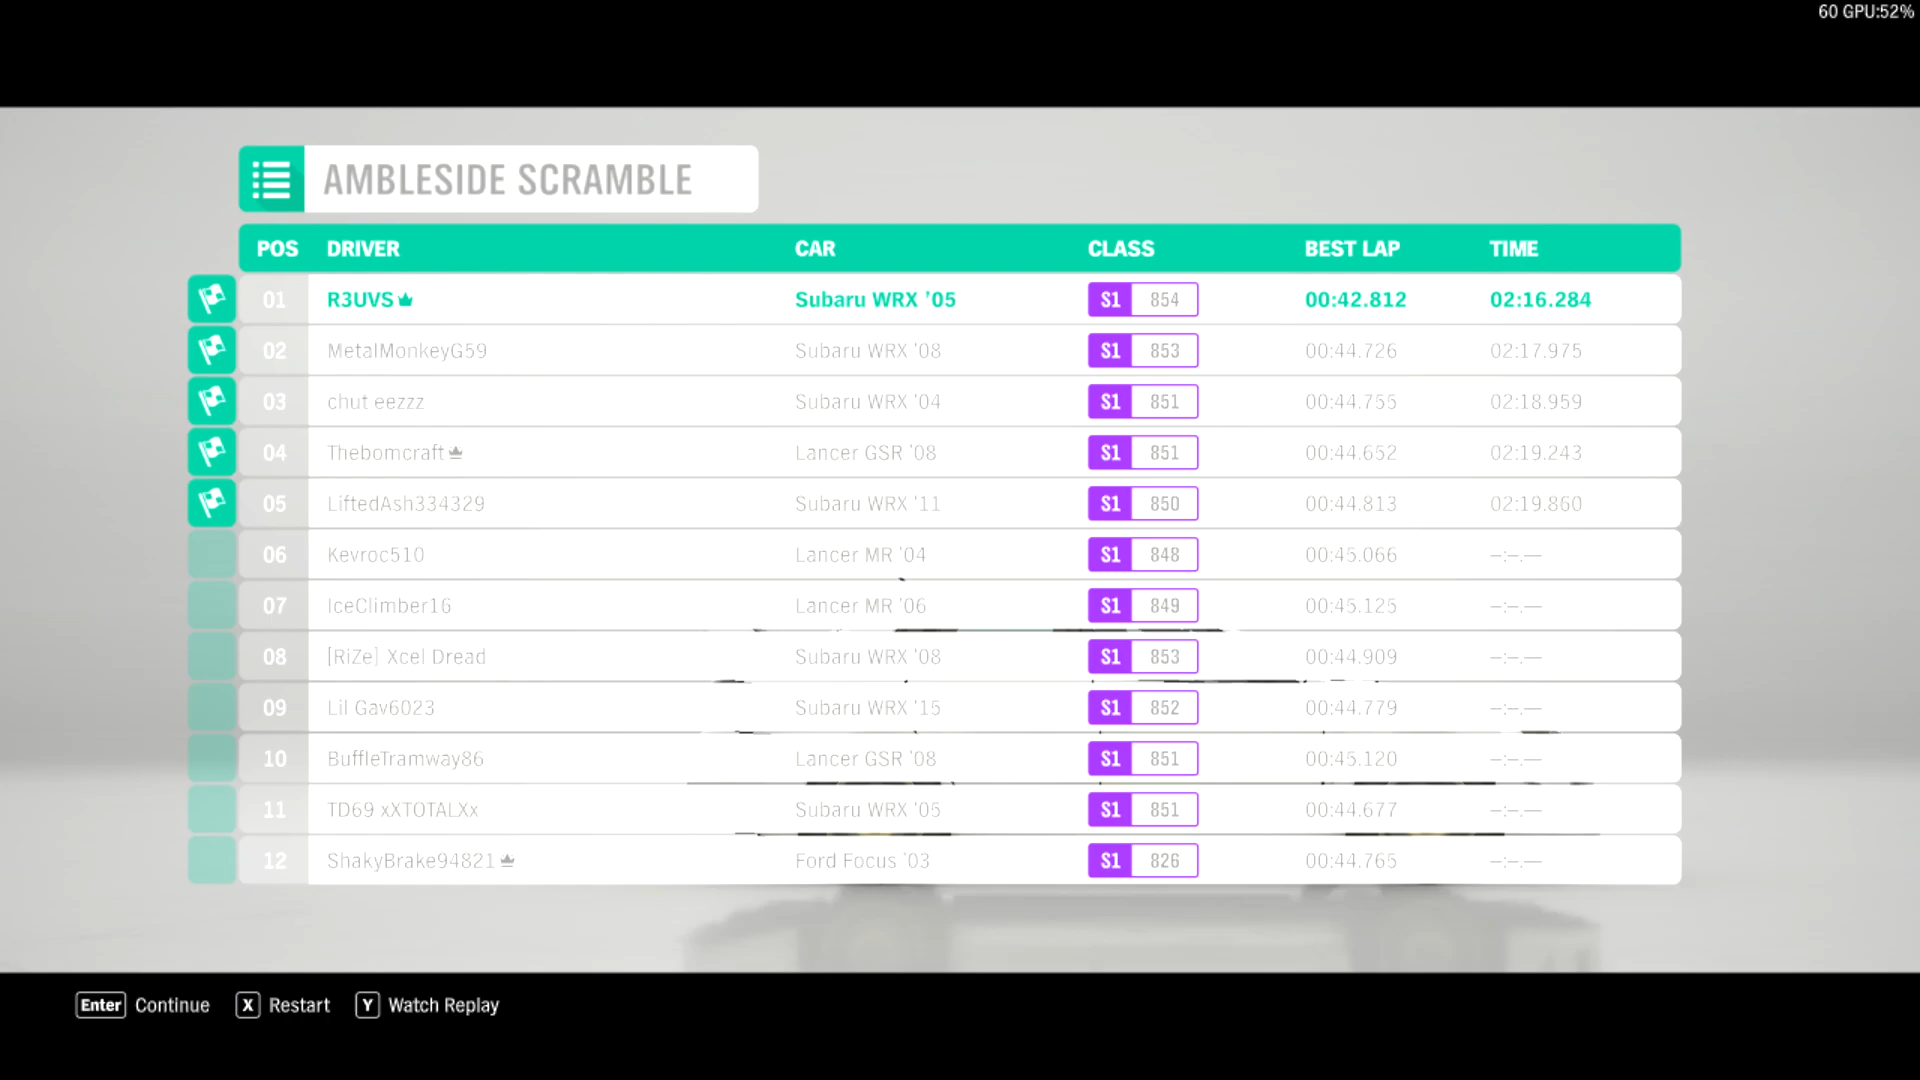 60 GPU:52%
AMBLESIDE SCRAMBLE
POS DRIVER CAR CLASS BEST LAP TIME
01 R3UVS Subaru WRX '05 S1 854 00:42.812 02:16.284
02 MetalMonkeyG59 Subaru WRX '08 S1 853 00:44.726 02:17.975
03 chut eezzz Subaru WRX '04 S1 851 00:44.755 02:18.959
04 Thebomcraft Lancer GSR '08 S1 851 00:44.652 02:19.243
05 LiftedAsh334329 Subaru WRX '11 S1 850 00:44.813 02:19.860
06 Kevroc510 Lancer MR '04 S1 848 00:45.066 --:--.---
07 IceClimber16 Lancer MR '06 S1 849 00:45.125 --:--.---
08 [RiZe] Xcel Dread Subaru WRX '08 S1 853 00:44.909 --:--.---
09 Lil Gav6023 Subaru WRX '15 S1 852 00:44.779 --:--.---
10 BuffleTramway86 Lancer GSR '08 S1 851 00:45.120 --:--.---
11 TD69 xXTOTALXx Subaru WRX '05 S1 851 00:44.677 --:--.---
12 ShakyBrake94821 Ford Focus '03 S1 826 00:44.765 --:--.---
Enter Continue X Restart Y Watch Replay